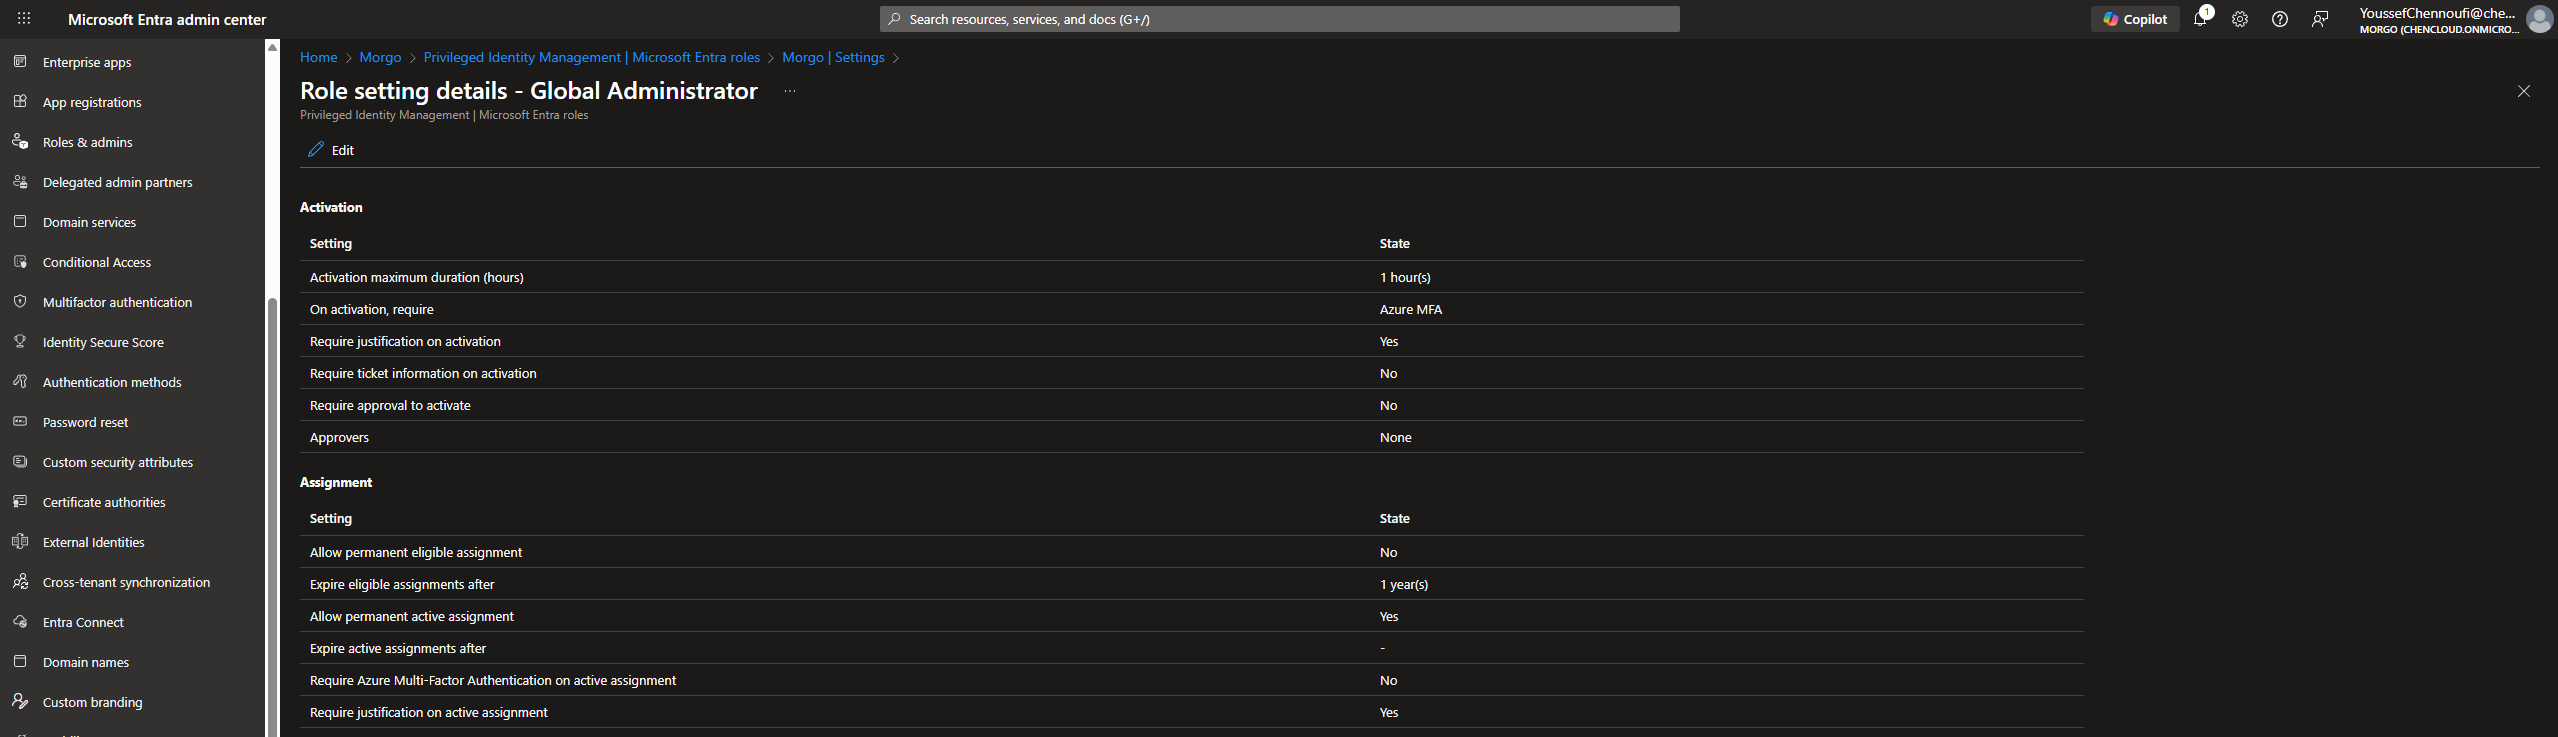 Microsoft Entra admin center
Search resources, services, and docs (G+/)
Copilot
1
YoussefChennoufi@che...
MORGO (CHENCLOUD.ONMICRO...
Enterprise apps
App registrations
Roles & admins
Delegated admin partners
Domain services
Conditional Access
Multifactor authentication
Identity Secure Score
Authentication methods
Password reset
Custom security attributes
Certificate authorities
External Identities
Cross-tenant synchronization
Entra Connect
Domain names
Custom branding
Home > Morgo > Privileged Identity Management | Microsoft Entra roles > Morgo | Settings >
Role setting details - Global Administrator ...
Privileged Identity Management | Microsoft Entra roles
Edit
Activation
Setting State
Activation maximum duration (hours) 1 hour(s)
On activation, require Azure MFA
Require justification on activation Yes
Require ticket information on activation No
Require approval to activate No
Approvers None
Assignment
Setting State
Allow permanent eligible assignment No
Expire eligible assignments after 1 year(s)
Allow permanent active assignment Yes
Expire active assignments after -
Require Azure Multi-Factor Authentication on active assignment No
Require justification on active assignment Yes